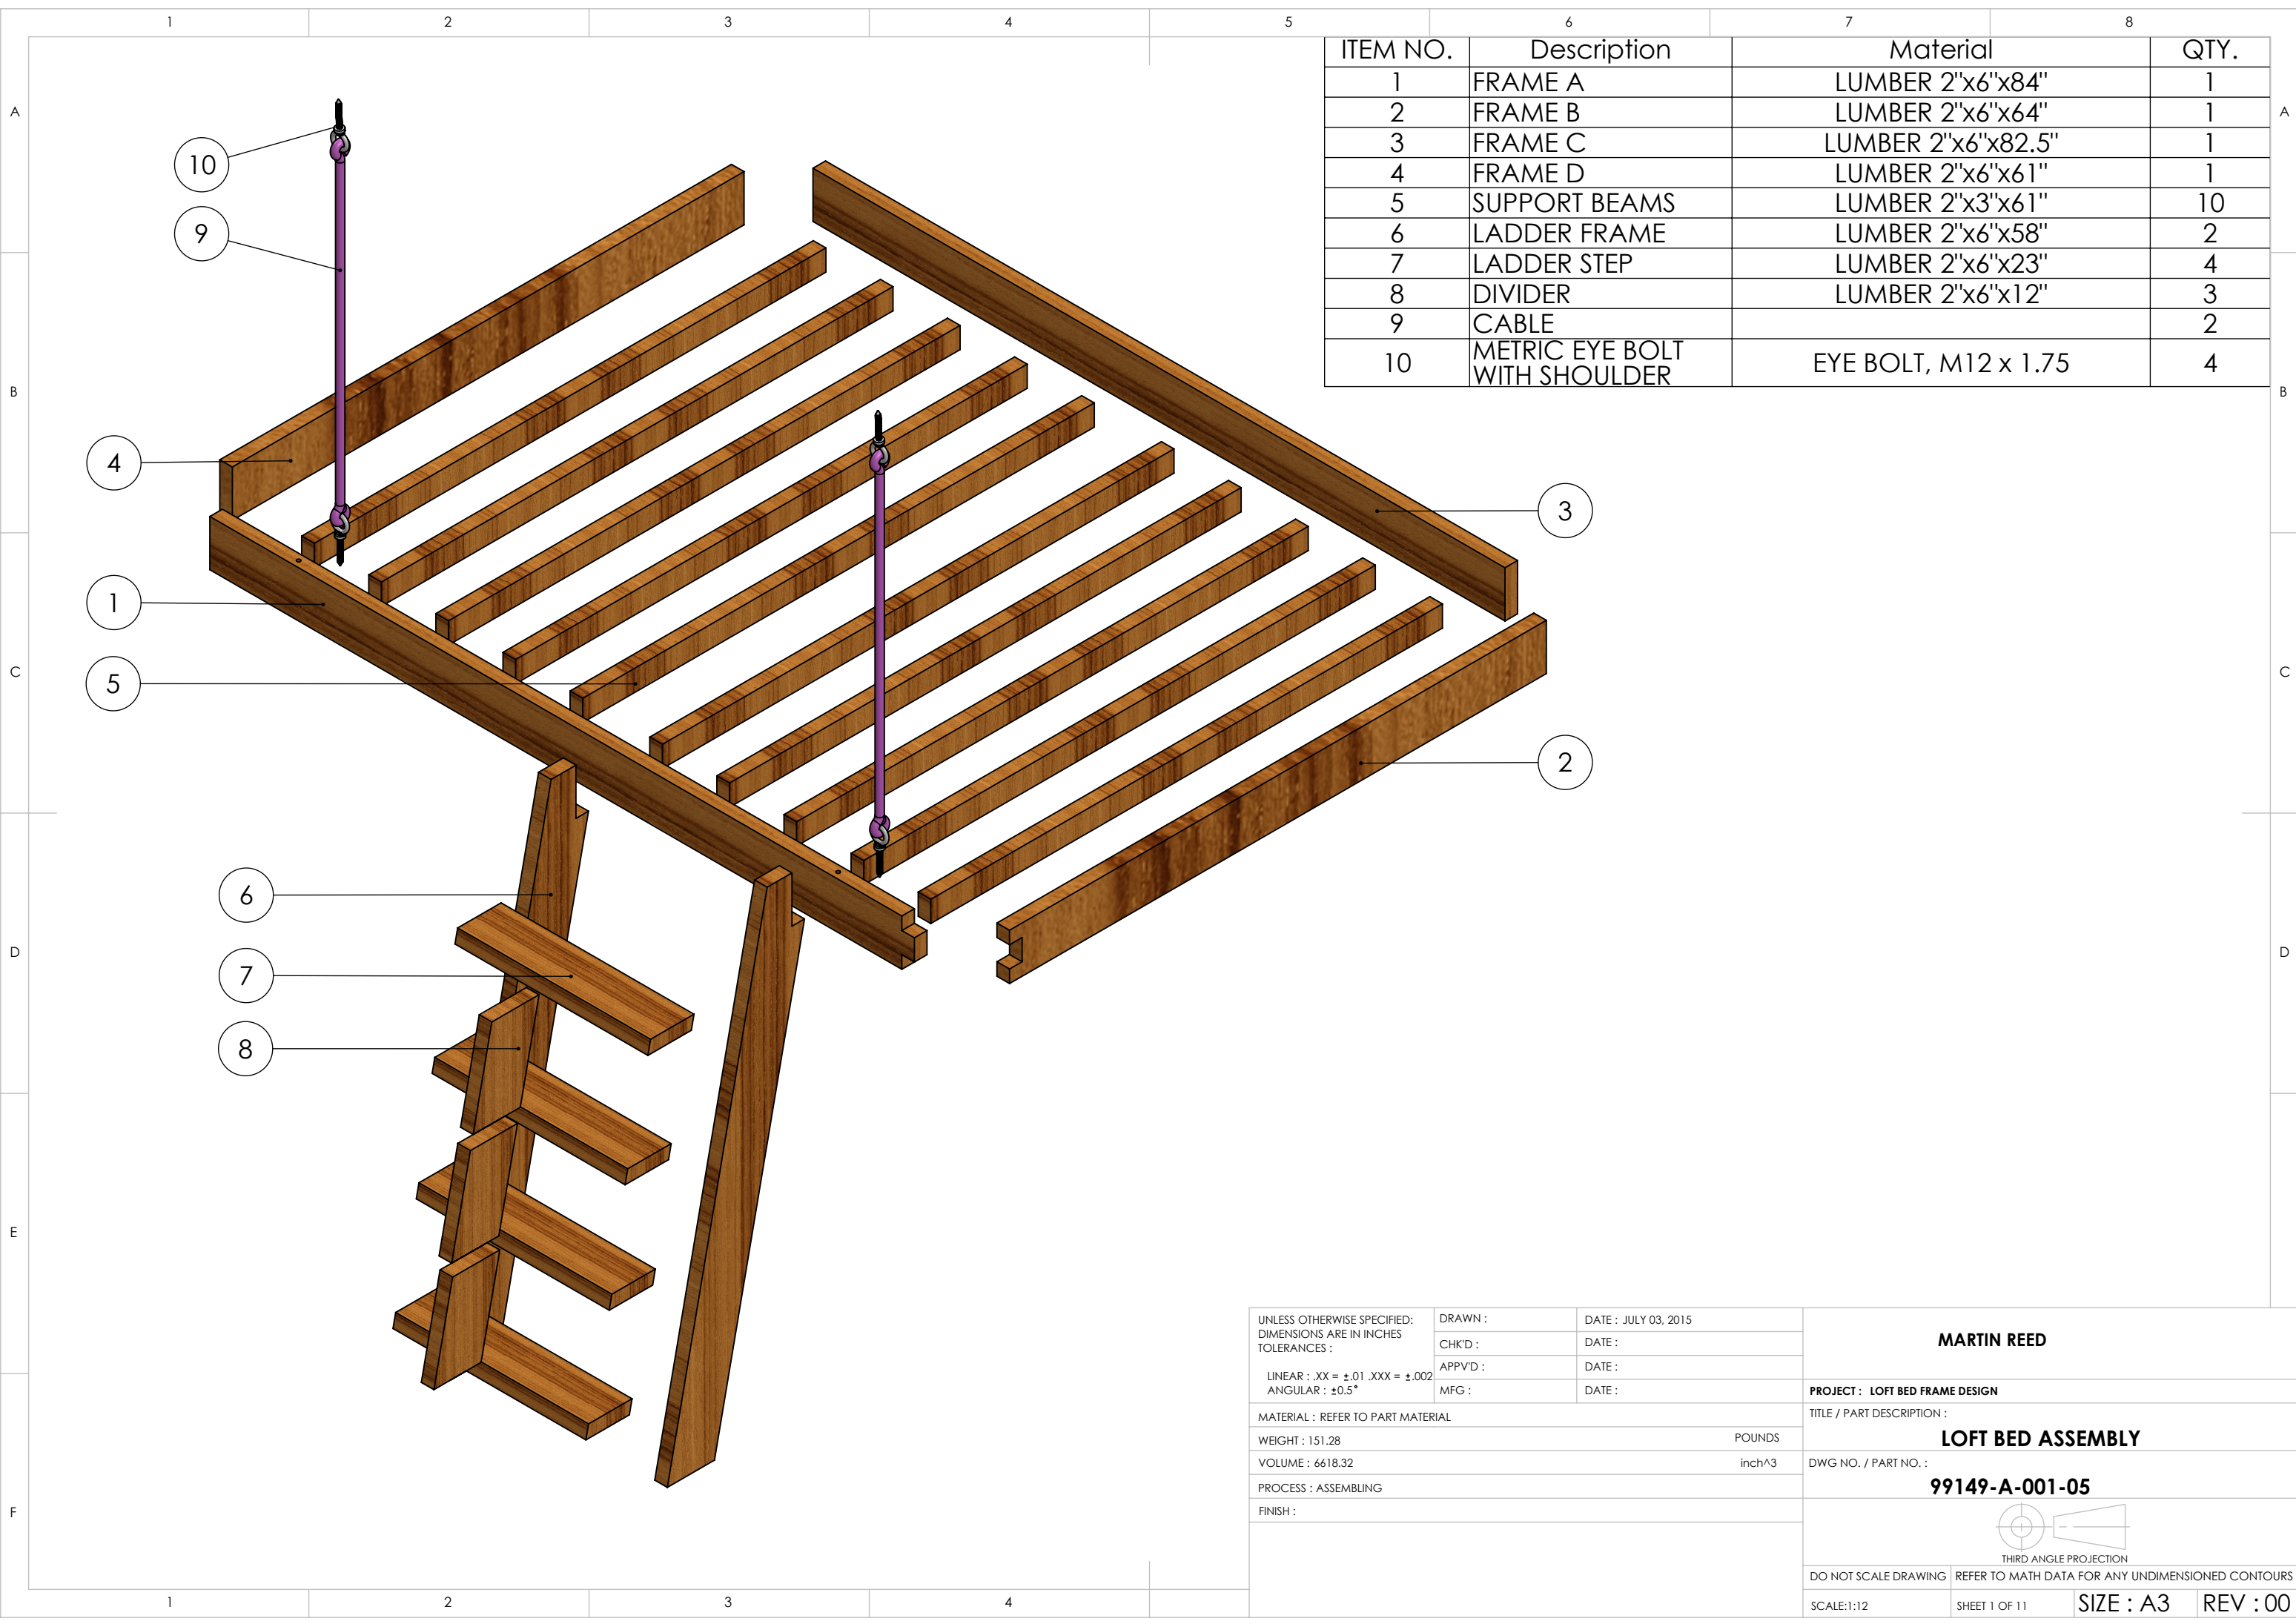 1 2 3 4 5 6 7 8
ITEM NO. Description Material QTY.
1 FRAME A LUMBER 2"x6"x84" 1
2 FRAME B LUMBER 2"x6"x64" 1
3 FRAME C LUMBER 2"x6"x82.5" 1
4 FRAME D LUMBER 2"x6"x61" 1
5 SUPPORT BEAMS LUMBER 2"x3"x61" 10
6 LADDER FRAME LUMBER 2"x6"x58" 2
7 LADDER STEP LUMBER 2"x6"x23" 4
8 DIVIDER LUMBER 2"x6"x12" 3
9 CABLE 2
10 METRIC EYE BOLT WITH SHOULDER EYE BOLT, M12 x 1.75 4
A A
10
9
B B
4
3
1
C C
5
2
6
D D
7
8
E
F
UNLESS OTHERWISE SPECIFIED:
DIMENSIONS ARE IN INCHES
TOLERANCES :
LINEAR : .XX = ±.01 .XXX = ±.002
ANGULAR : ±0.5°
DRAWN : DATE : JULY 03, 2015
CHK'D : DATE :
APPV'D : DATE :
MFG : DATE :
MATERIAL : REFER TO PART MATERIAL
WEIGHT : 151.28 POUNDS
VOLUME : 6618.32 inch^3
PROCESS : ASSEMBLING
FINISH :
MARTIN REED
PROJECT : LOFT BED FRAME DESIGN
TITLE / PART DESCRIPTION :
LOFT BED ASSEMBLY
DWG NO. / PART NO. :
99149-A-001-05
THIRD ANGLE PROJECTION
DO NOT SCALE DRAWING REFER TO MATH DATA FOR ANY UNDIMENSIONED CONTOURS
SCALE:1:12 SHEET 1 OF 11 SIZE : A3 REV : 00
1 2 3 4